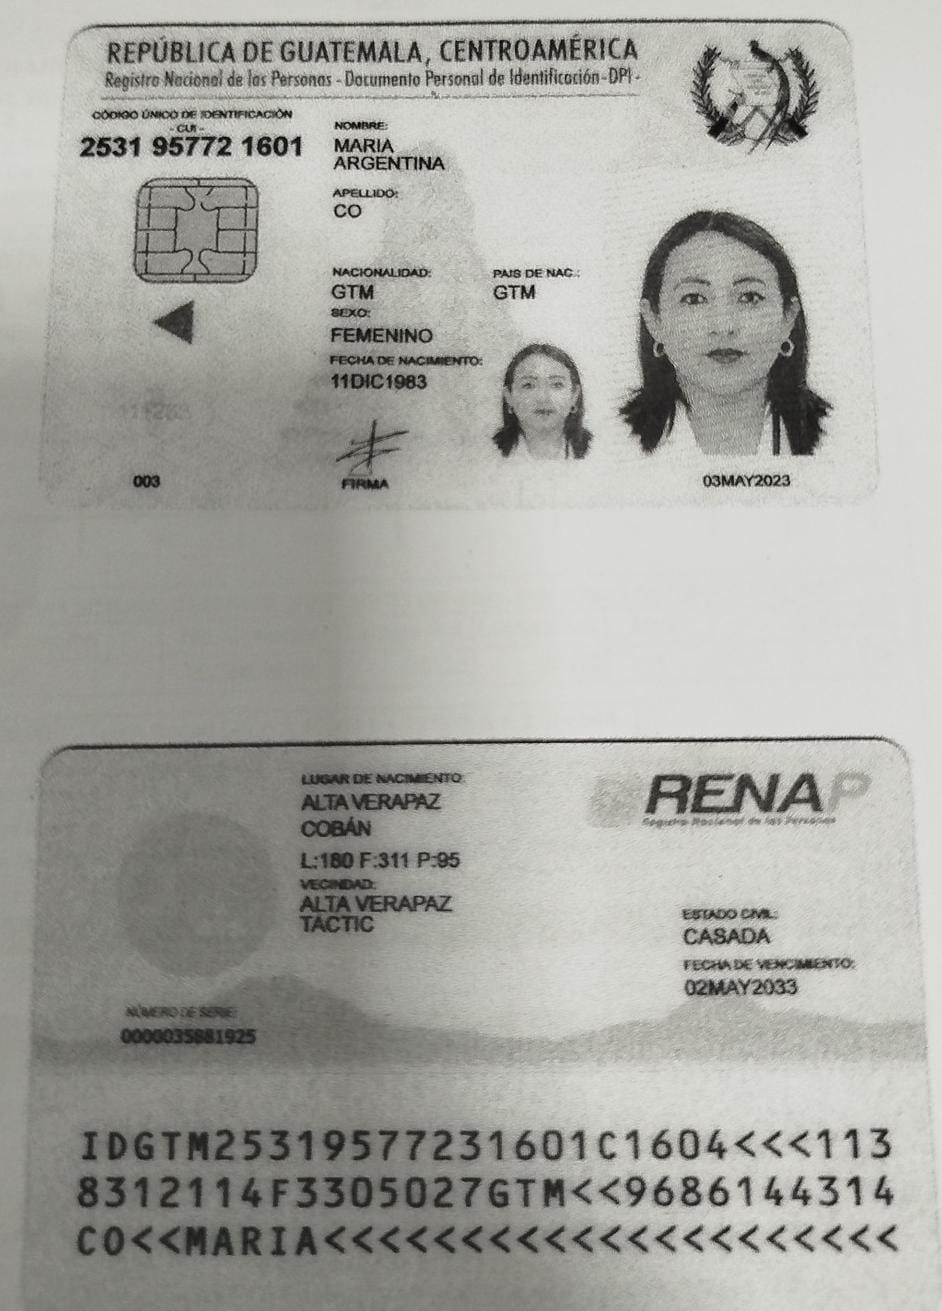 REPÚBLICA DE GUATEMALA, CENTROAMÉRICA
Registro Nacional de las Personas - Documento Personal de Identificación - DPI -
CÓDIGO ÚNICO DE IDENTIFICACIÓN
- CUI -
2531 95772 1601
NOMBRE:
MARIA
ARGENTINA
APELLIDO:
CO
NACIONALIDAD:
GTM
PAIS DE NAC.:
GTM
SEXO:
FEMENINO
FECHA DE NACIMIENTO:
11DIC1983
003
FIRMA
03MAY2023
LUGAR DE NACIMIENTO:
ALTA VERAPAZ
COBÁN
L:180 F:311 P:95
VECINDAD:
ALTA VERAPAZ
TACTIC
RENAP
Registro Nacional de las Personas
ESTADO CIVIL:
CASADA
FECHA DE VENCIMIENTO:
02MAY2033
NÚMERO DE SERIE:
0000035881925
IDGTM25319577231601C1604<<<113
8312114F3305027GTM<<9686144314
CO<<MARIA<<<<<<<<<<<<<<<<<<<<<